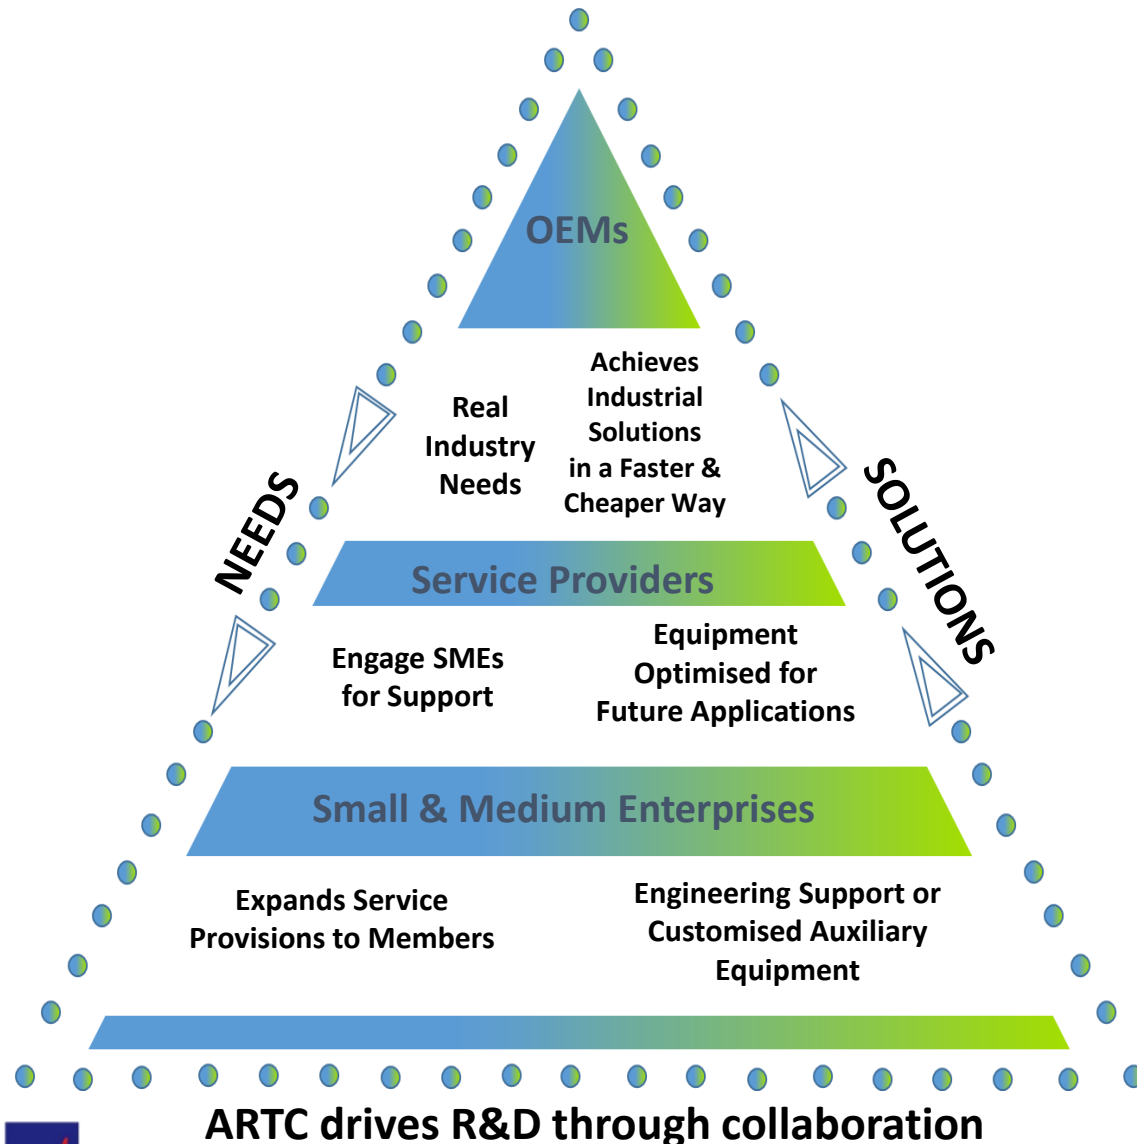 OEMs
Real
Industry
Needs
Achieves
Industrial
Solutions
in a Faster &
Cheaper Way
NEEDS
SOLUTIONS
Service Providers
Engage SMEs
for Support
Equipment
Optimised for
Future Applications
Small & Medium Enterprises
Expands Service
Provisions to Members
Engineering Support or
Customised Auxiliary
Equipment
ARTC drives R&D through collaboration